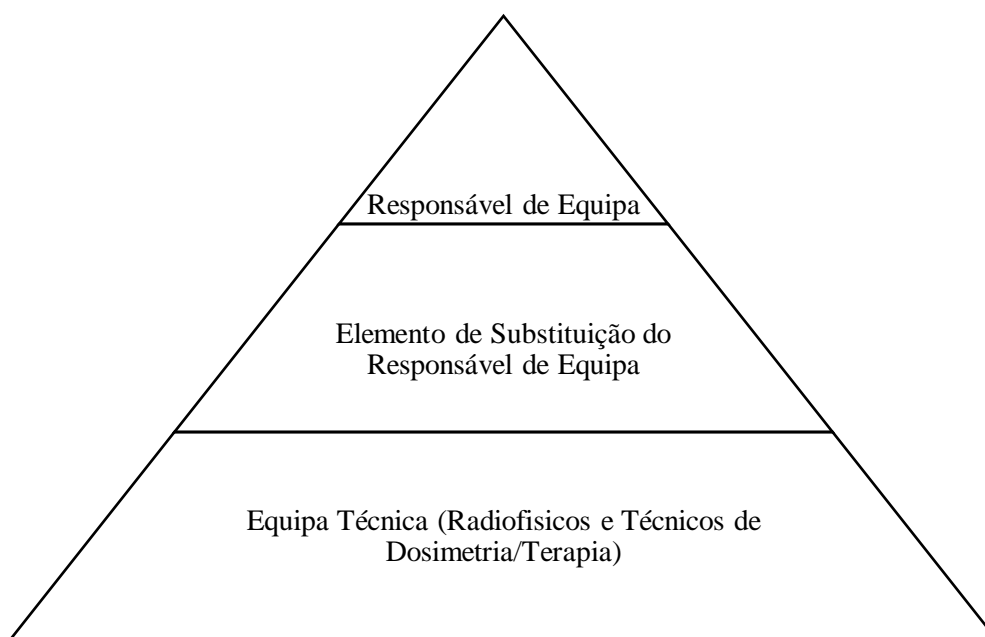 Responsável de Equipa
Elemento de Substituição do
Responsável de Equipa
Equipa Técnica (Radiofisicos e Técnicos de
Dosimetria/Terapia)